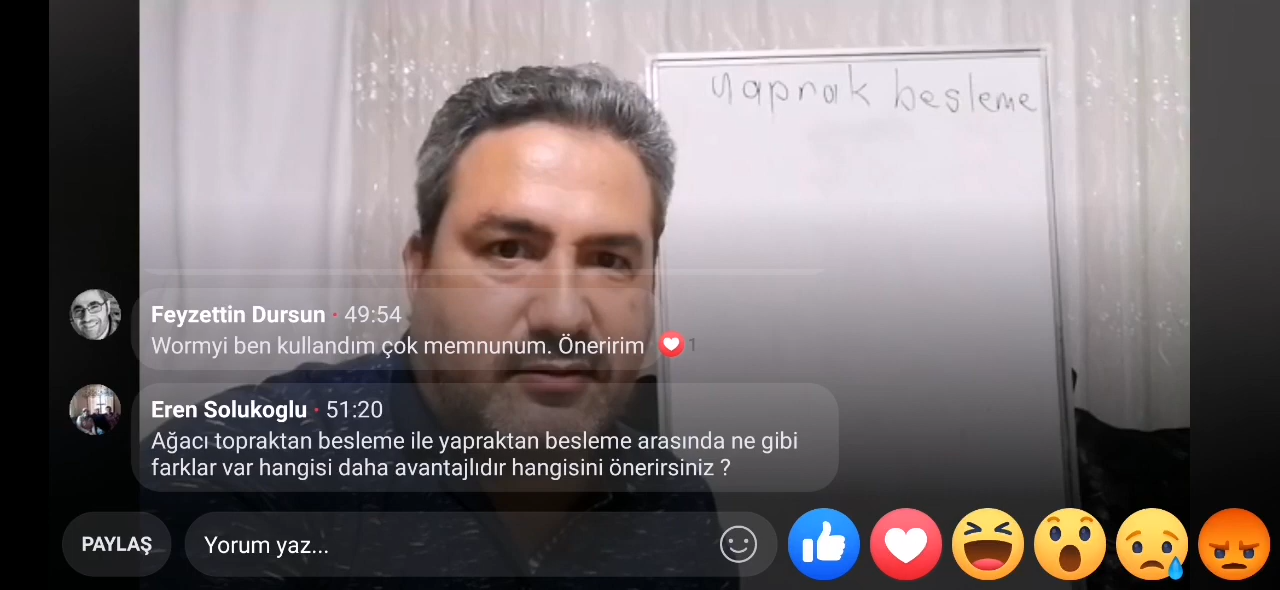 yaprak besleme
Feyzettin Dursun • 49:54
Wormyi ben kullandım çok memnunum. Öneririm
1
Eren Solukoglu • 51:20
Ağacı topraktan besleme ile yapraktan besleme arasında ne gibi
farklar var hangisi daha avantajlıdır hangisini önerirsiniz ?
PAYLAŞ
Yorum yaz...